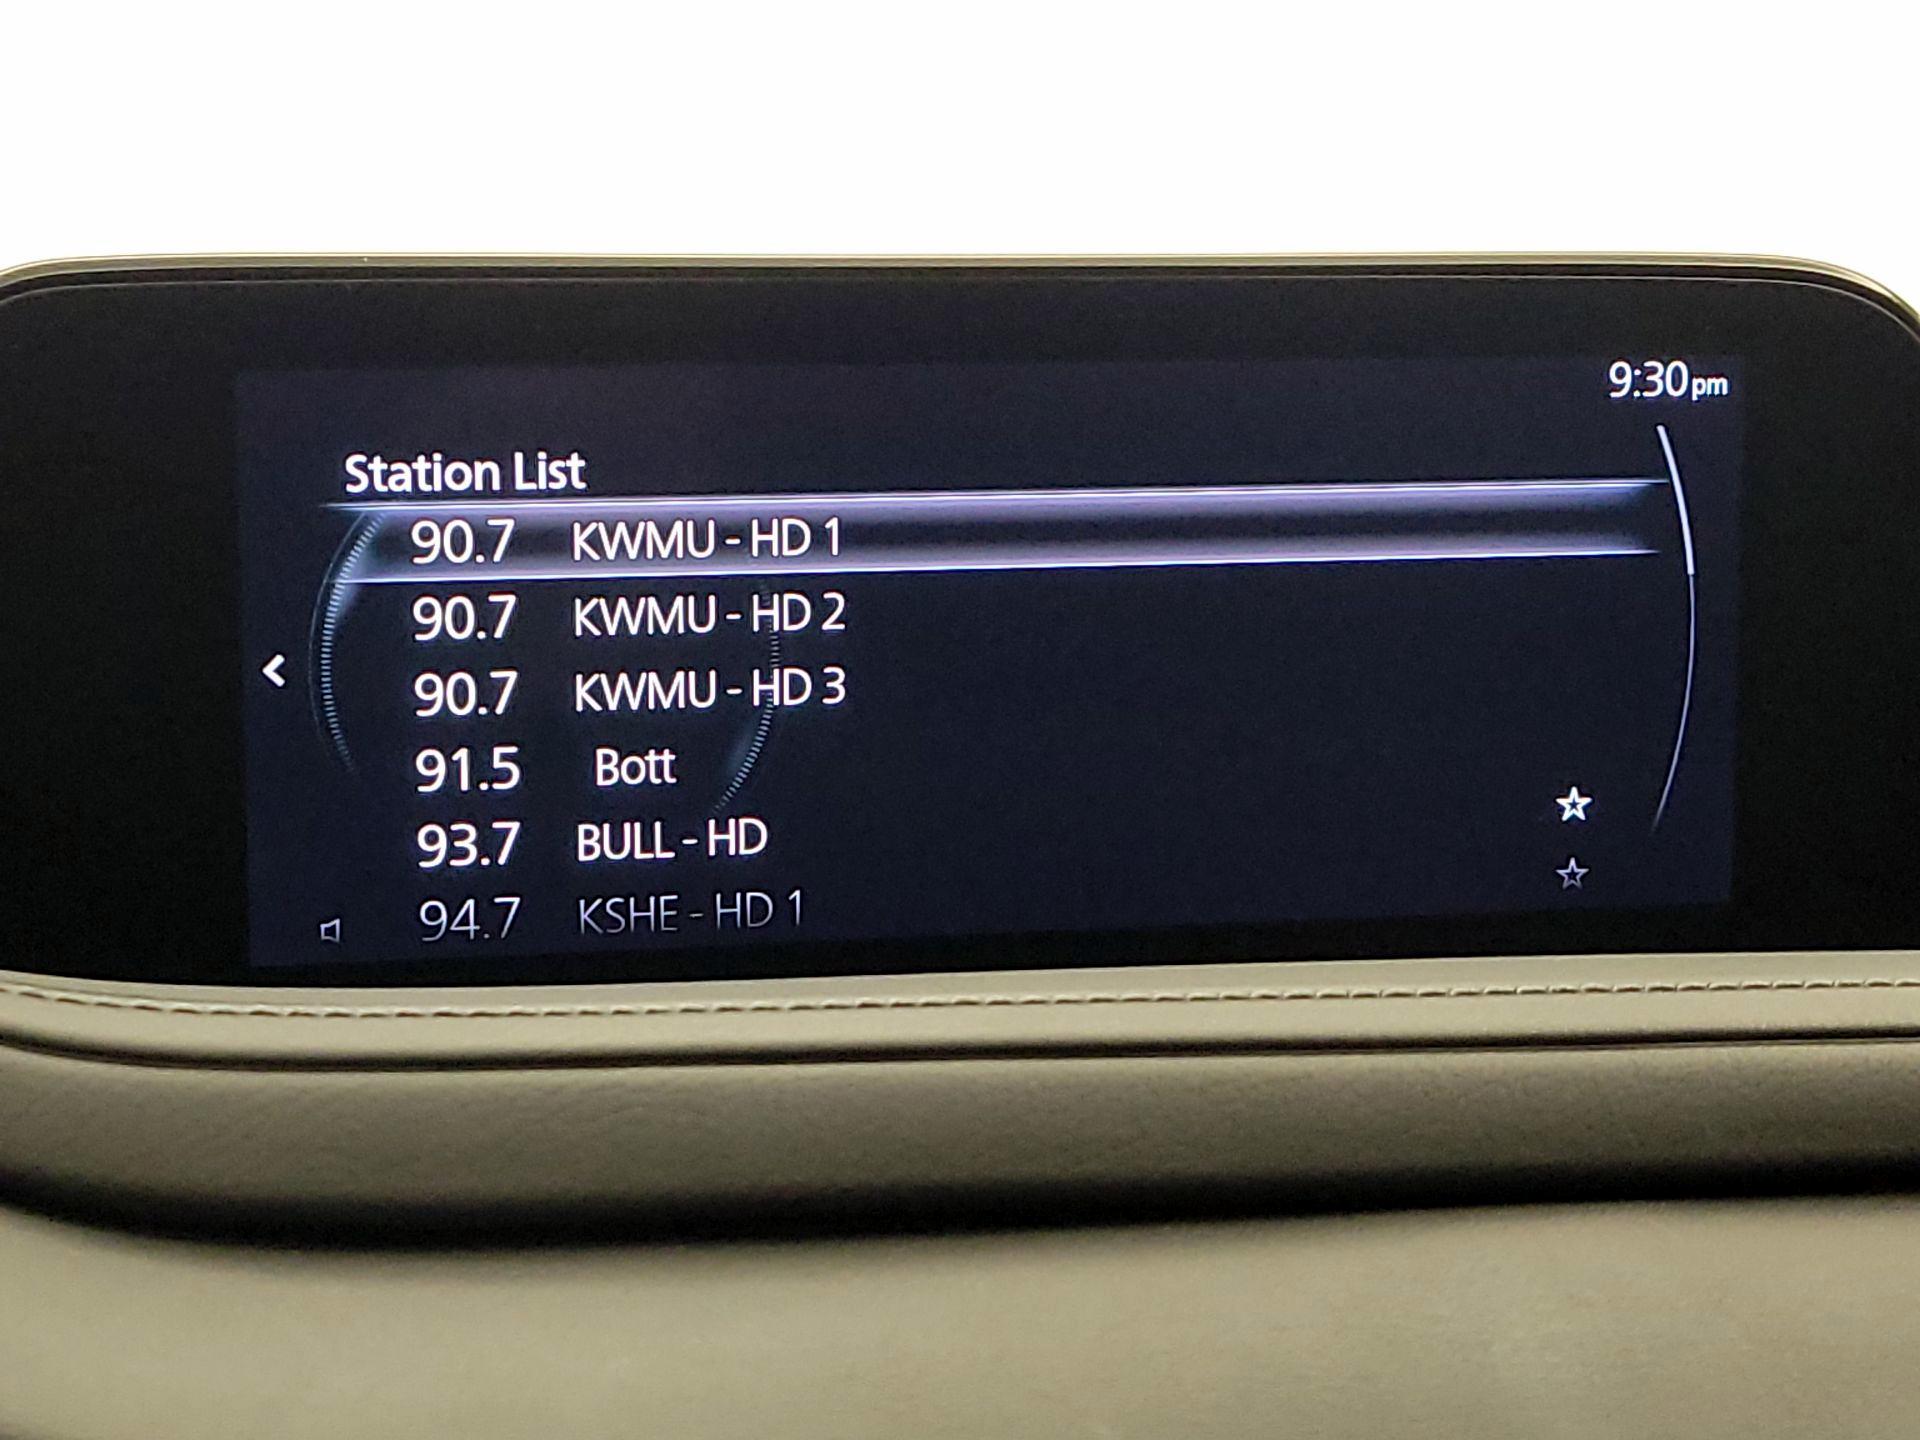 9:30pm
Station List
90.7 KWMU - HD 1
90.7 KWMU - HD 2
90.7 KWMU - HD 3
91.5 Bott
93.7 BULL - HD
94.7 KSHE - HD 1